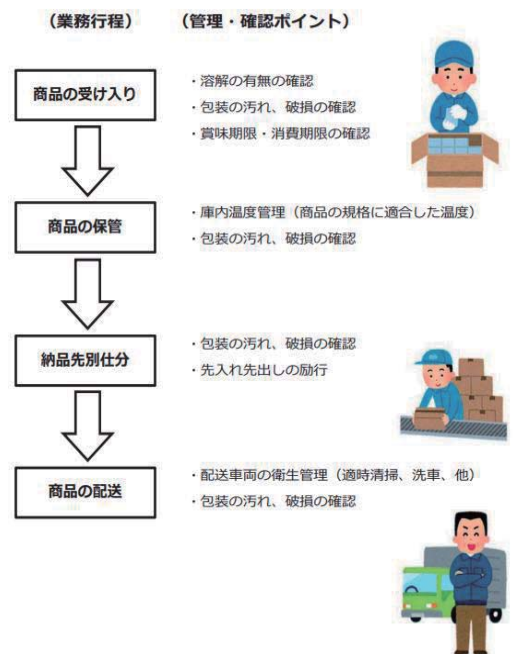 （業務行程）　（管理・確認ポイント）
商品の受け入り
・溶解の有無の確認
・包装の汚れ、破損の確認
・賞味期限・消費期限の確認
商品の保管
・庫内温度管理（商品の規格に適合した温度）
・包装の汚れ、破損の確認
納品先別仕分
・包装の汚れ、破損の確認
・先入れ先出しの励行
商品の配送
・配送車両の衛生管理（適時清掃、洗車、他）
・包装の汚れ、破損の確認